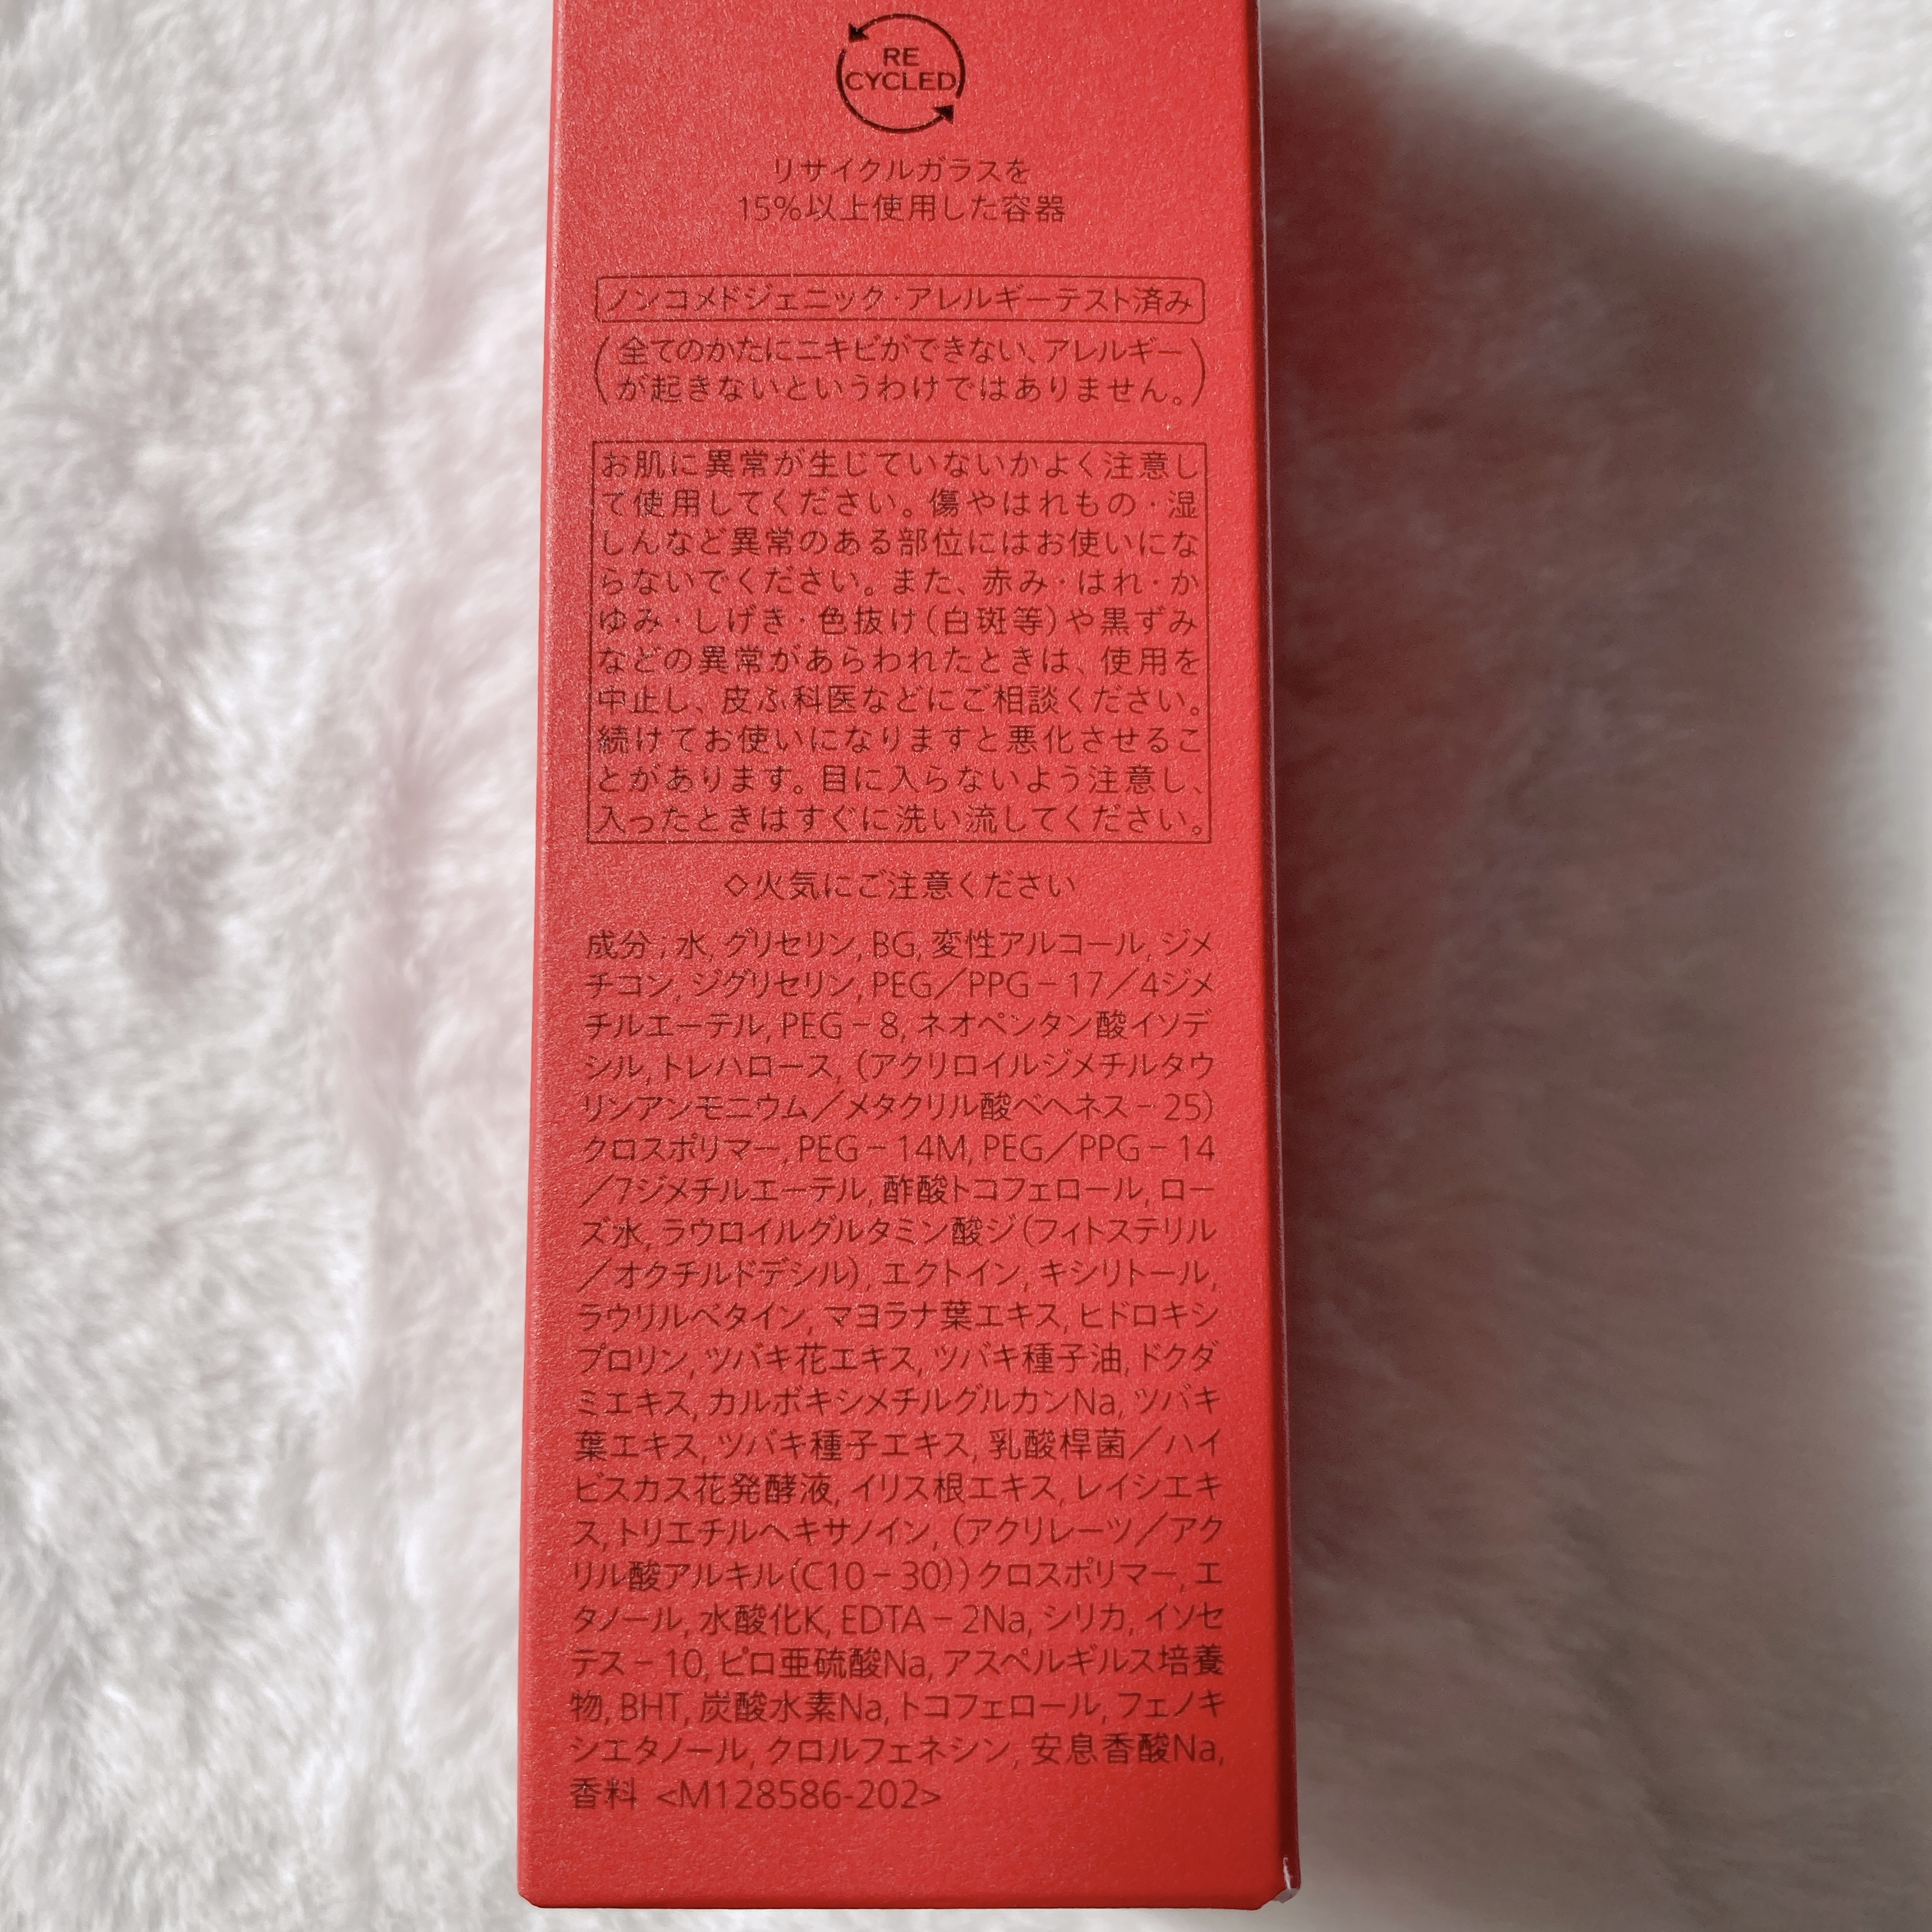 RE
CYCLED
リサイクルガラスを
15%以上使用した容器
ノンコメドジェニック・アレルギーテスト済み
(全てのかたにニキビができない、アレルギー
が起きないというわけではありません。)
お肌に異常が生じていないかよく注意し
て使用してください。傷やはれもの・湿
しんなど異常のある部位にはお使いにな
らないでください。また、赤み・はれ・か
ゆみ・しげき・色抜け(白斑等)や黒ずみ
などの異常があらわれたときは、使用を
中止し、皮ふ科医などにご相談ください。
続けてお使いになりますと悪化させるこ
とがあります。目に入らないよう注意し、
入ったときはすぐに洗い流してください。
◇火気にご注意ください
成分;水, グリセリン, BG, 変性アルコール, ジメ
チコン, ジグリセリン, PEG/PPG-17/4ジメ
チルエーテル, PEG-8, ネオペンタン酸イソデ
シル, トレハロース, (アクリロイルジメチルタウ
リンアンモニウム/メタクリル酸ベヘネス-25)
クロスポリマー, PEG-14M, PEG/PPG-14
/7ジメチルエーテル, 酢酸トコフェロール, ロー
ズ水, ラウロイルグルタミン酸ジ(フィトステリル
/オクチルドデシル), エクトイン, キシリトール,
ラウリルベタイン, マヨラナ葉エキス, ヒドロキシ
プロリン, ツバキ花エキス, ツバキ種子油, ドクダ
ミエキス, カルボキシメチルグルカンNa, ツバキ
葉エキス, ツバキ種子エキス, 乳酸桿菌/ハイ
ビスカス花発酵液, イリス根エキス, レイシエキ
ス, トリエチルヘキサノイン, (アクリレーツ/アク
リル酸アルキル(C10-30))クロスポリマー, エ
タノール, 水酸化K, EDTA-2Na, シリカ, イソセ
テス-10, ピロ亜硫酸Na, アスペルギルス培養
物, BHT, 炭酸水素Na, トコフェロール, フェノキ
シエタノール, クロルフェネシン, 安息香酸Na,
香料 <M128586-202>